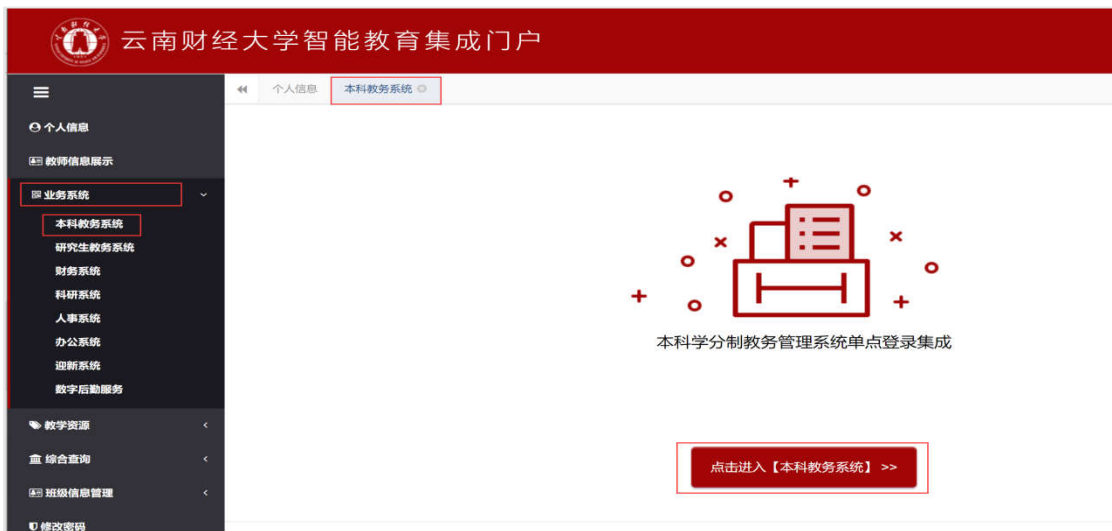 云南财经大学智能教育集成门户
个人信息
本科教务系统
个人信息
教师信息展示
业务系统
本科教务系统
研究生教务系统
财务系统
科研系统
人事系统
办公系统
迎新系统
数字后勤服务
教学资源
综合查询
班级信息管理
修改密码
本科学分制教务管理系统单点登录集成
点击进入【本科教务系统】 >>